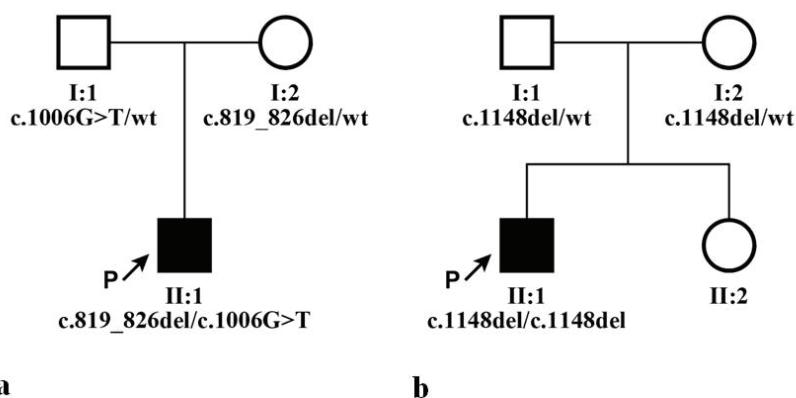 I:1 I:2 I:1 I:2
c.1006G>T/wt c.819_826del/wt c.1148del/wt c.1148del/wt
P P
II:1 II:1 II:2
c.819_826del/c.1006G>T c.1148del/c.1148del
a b